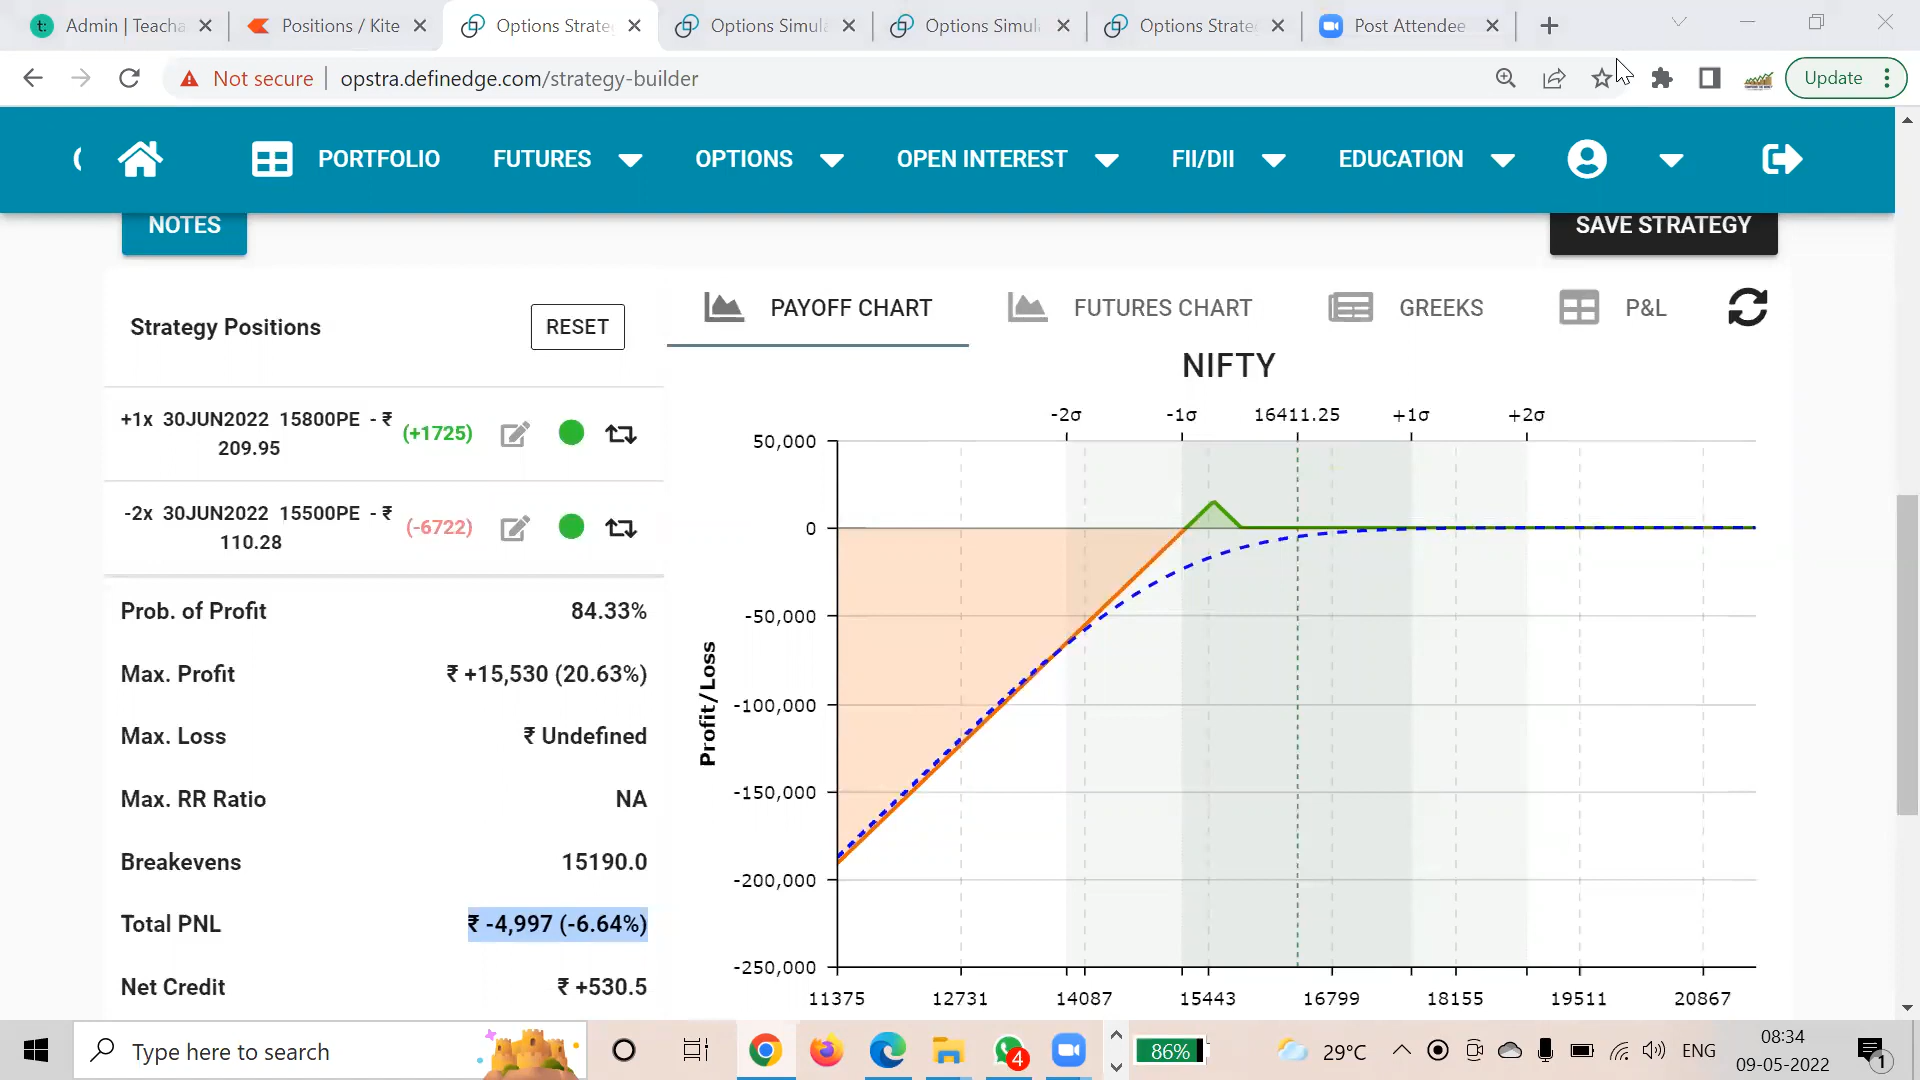 t: Admin | Teacha
Positions / Kite
Options Strate
Options Simula
Options Simul
Options Strate
Post Attendee
Not secure
opstra.definedge.com/strategy-builder
Update
PORTFOLIO
FUTURES
OPTIONS
OPEN INTEREST
FII/DII
EDUCATION
NOTES
SAVE STRATEGY
Strategy Positions
RESET
+1x 30JUN2022 15800PE - ₹
209.95
(+1725)
-2x 30JUN2022 15500PE - ₹
110.28
(-6722)
Prob. of Profit 84.33%
Max. Profit ₹ +15,530 (20.63%)
Max. Loss ₹ Undefined
Max. RR Ratio NA
Breakevens 15190.0
Total PNL ₹ -4,997 (-6.64%)
Net Credit ₹ +530.5
PAYOFF CHART
FUTURES CHART
GREEKS
P&L
NIFTY
-2σ -1σ 16411.25 +1σ +2σ
50,000
0
-50,000
-100,000
-150,000
-200,000
-250,000
Profit/Loss
11375 12731 14087 15443 16799 18155 19511 20867
Type here to search
4
86%
29°C
ENG
08:34
09-05-2022
1